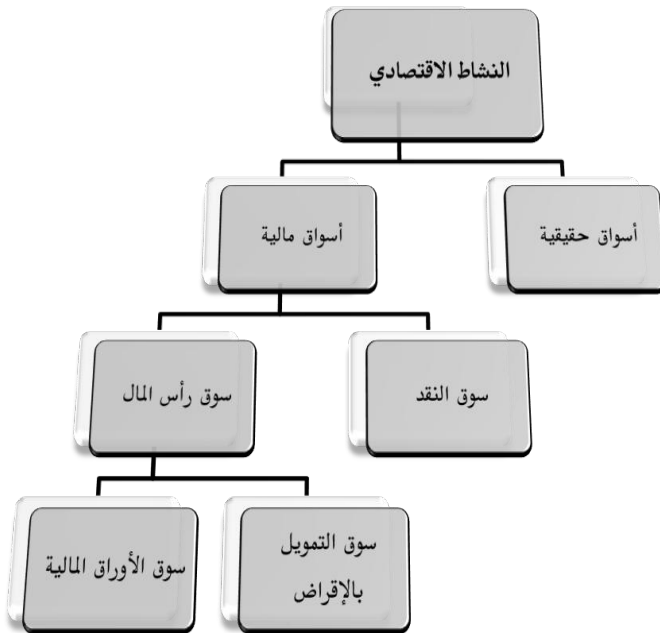 النشاط الاقتصادي
أسواق حقيقية
أسواق مالية
سوق النقد
سوق رأس المال
سوق التمويل
بالإقراض
سوق الأوراق المالية